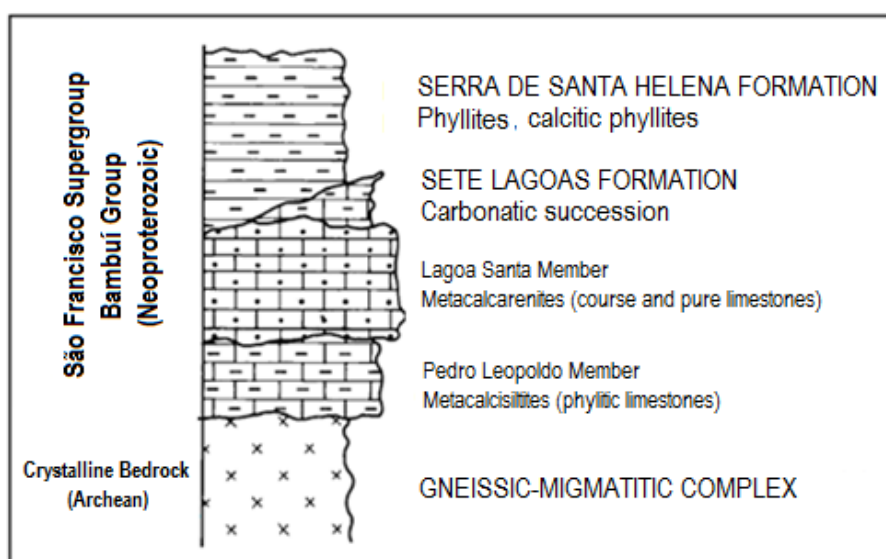 São Francisco Supergroup
Bambuí Group
(Neoproterozoic)
SERRA DE SANTA HELENA FORMATION
Phyllites, calcitic phyllites
SETE LAGOAS FORMATION
Carbonatic succession
Lagoa Santa Member
Metacalcarenites (course and pure limestones)
Pedro Leopoldo Member
Metacalcisiltites (phylitic limestones)
Crystalline Bedrock
(Archean)
GNEISSIC-MIGMATITIC COMPLEX